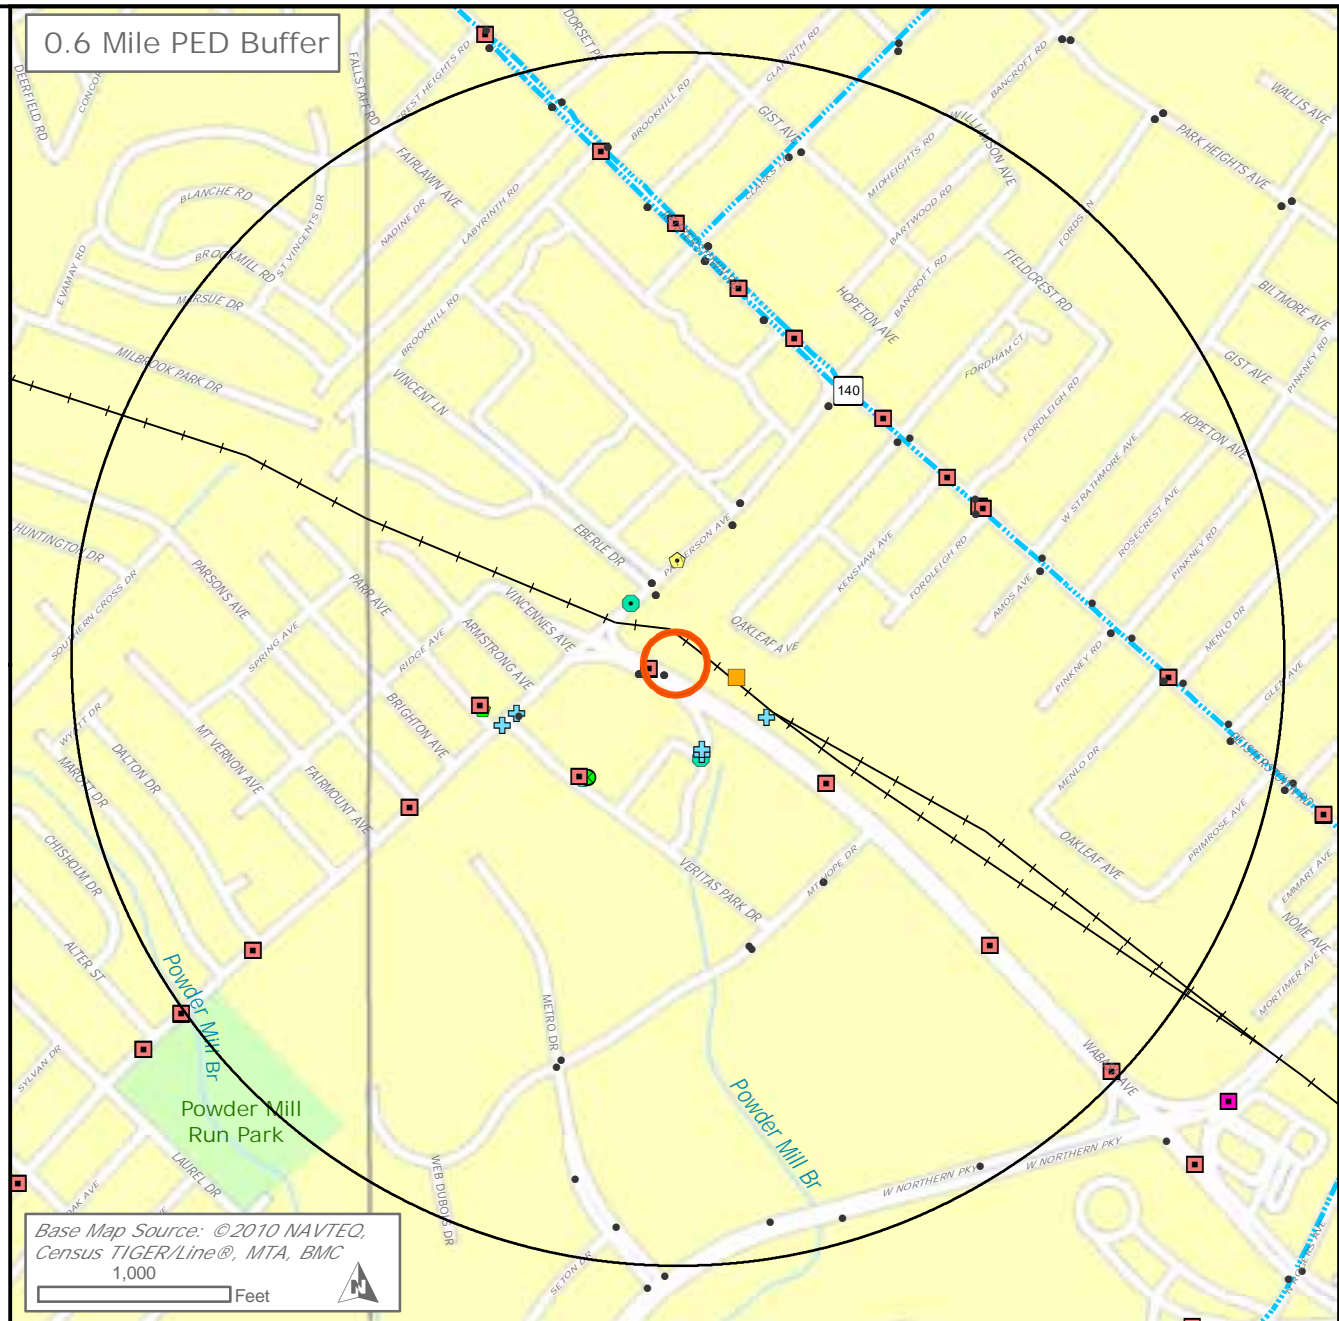 0.6 Mile PED Buffer
DEERFIELD RD
FALLSTAFF RD
BROOKHILL RD
CLARINTH RD
GIST AVE
BANCROFT RD
WALLIS AVE
PARK HEIGHTS AVE
WILLIAMSON AVE
MIDHEIGHTS RD
BARTWOOD RD
FORDS LN
BLANCHE RD
FAIRLAWN AVE
NADINE DR
LABYRINTH RD
ST VINCENTS DR
BROOKMILL RD
EVAMAY RD
MARSUE DR
MILBROOK PARK DR
BROOKHILL RD
VINCENT LN
HOPETON AVE
BANCROFT RD
FIELDCREST RD
FORDHAM CT
FORDLEIGH RD
BILTMORE AVE
GIST AVE
PINKNEY RD
HOPETON AVE
140
W STRATHMORE AVE
ROSECREST AVE
PINKNEY RD
HUNTINGTON DR
SOUTHERN CROSS DR
PARSONS AVE
SPRING AVE
PARR AVE
RIDGE AVE
ARMSTRONG AVE
VINCENNES AVE
EBERLE DR
KENSHAW AVE
FORDLEIGH RD
AMOS AVE
OAKLEAF AVE
PINKNEY RD
MENLO DR
GLEN AVE
BRIGHTON AVE
MT VERNON AVE
DALTON DR
WYATT DR
MAROTT DR
FAIRMOUNT AVE
CHISHOLM DR
ALTER ST
MENLO DR
OAKLEAF AVE
PRIMROSE AVE
EMMART AVE
NOME AVE
MORTIMER AVE
MT HOPE DR
VERITAS PARK DR
METRO DR
Powder Mill Br
SYLVAN DR
Powder Mill
Run Park
LAUREL DR
WEB DUBOIS DR
SETON DR
Powder Mill Br
WABASH AVE
W NORTHERN PKY
W NORTHERN PKY
N ROGERS AVE
Base Map Source: ©2010 NAVTEQ,
Census TIGER/Line®, MTA, BMC
1,000
Feet
N